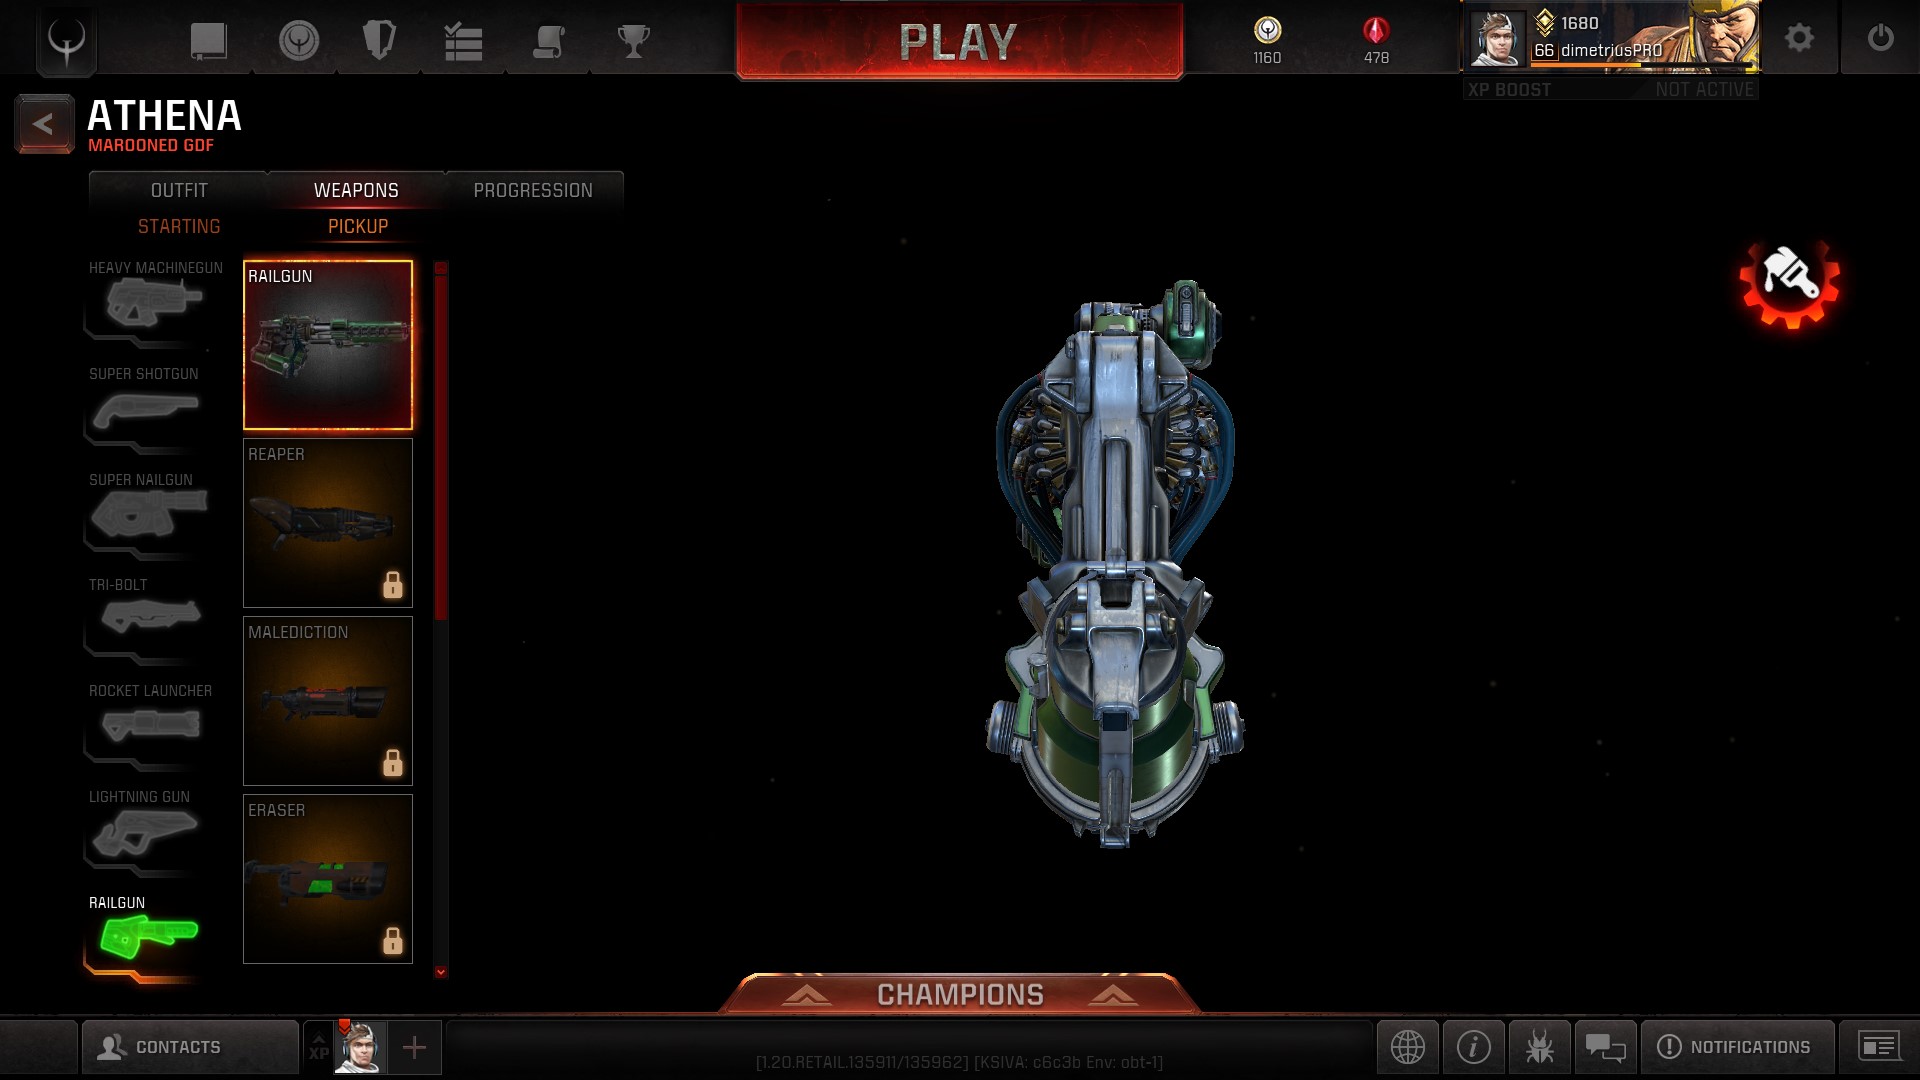 PLAY
1160
478
1680
66 dimetriusPRO
XP BOOST
NOT ACTIVE
<
ATHENA
MAROONED GDF
OUTFIT
WEAPONS
PROGRESSION
STARTING
PICKUP
HEAVY MACHINEGUN
SUPER SHOTGUN
SUPER NAILGUN
TRI-BOLT
ROCKET LAUNCHER
LIGHTNING GUN
RAILGUN
RAILGUN
REAPER
MALEDICTION
ERASER
CHAMPIONS
CONTACTS
XP
+
[1.20.RETAIL.135911/135962] [KSIVA: c6c3b Env: obt-1]
NOTIFICATIONS